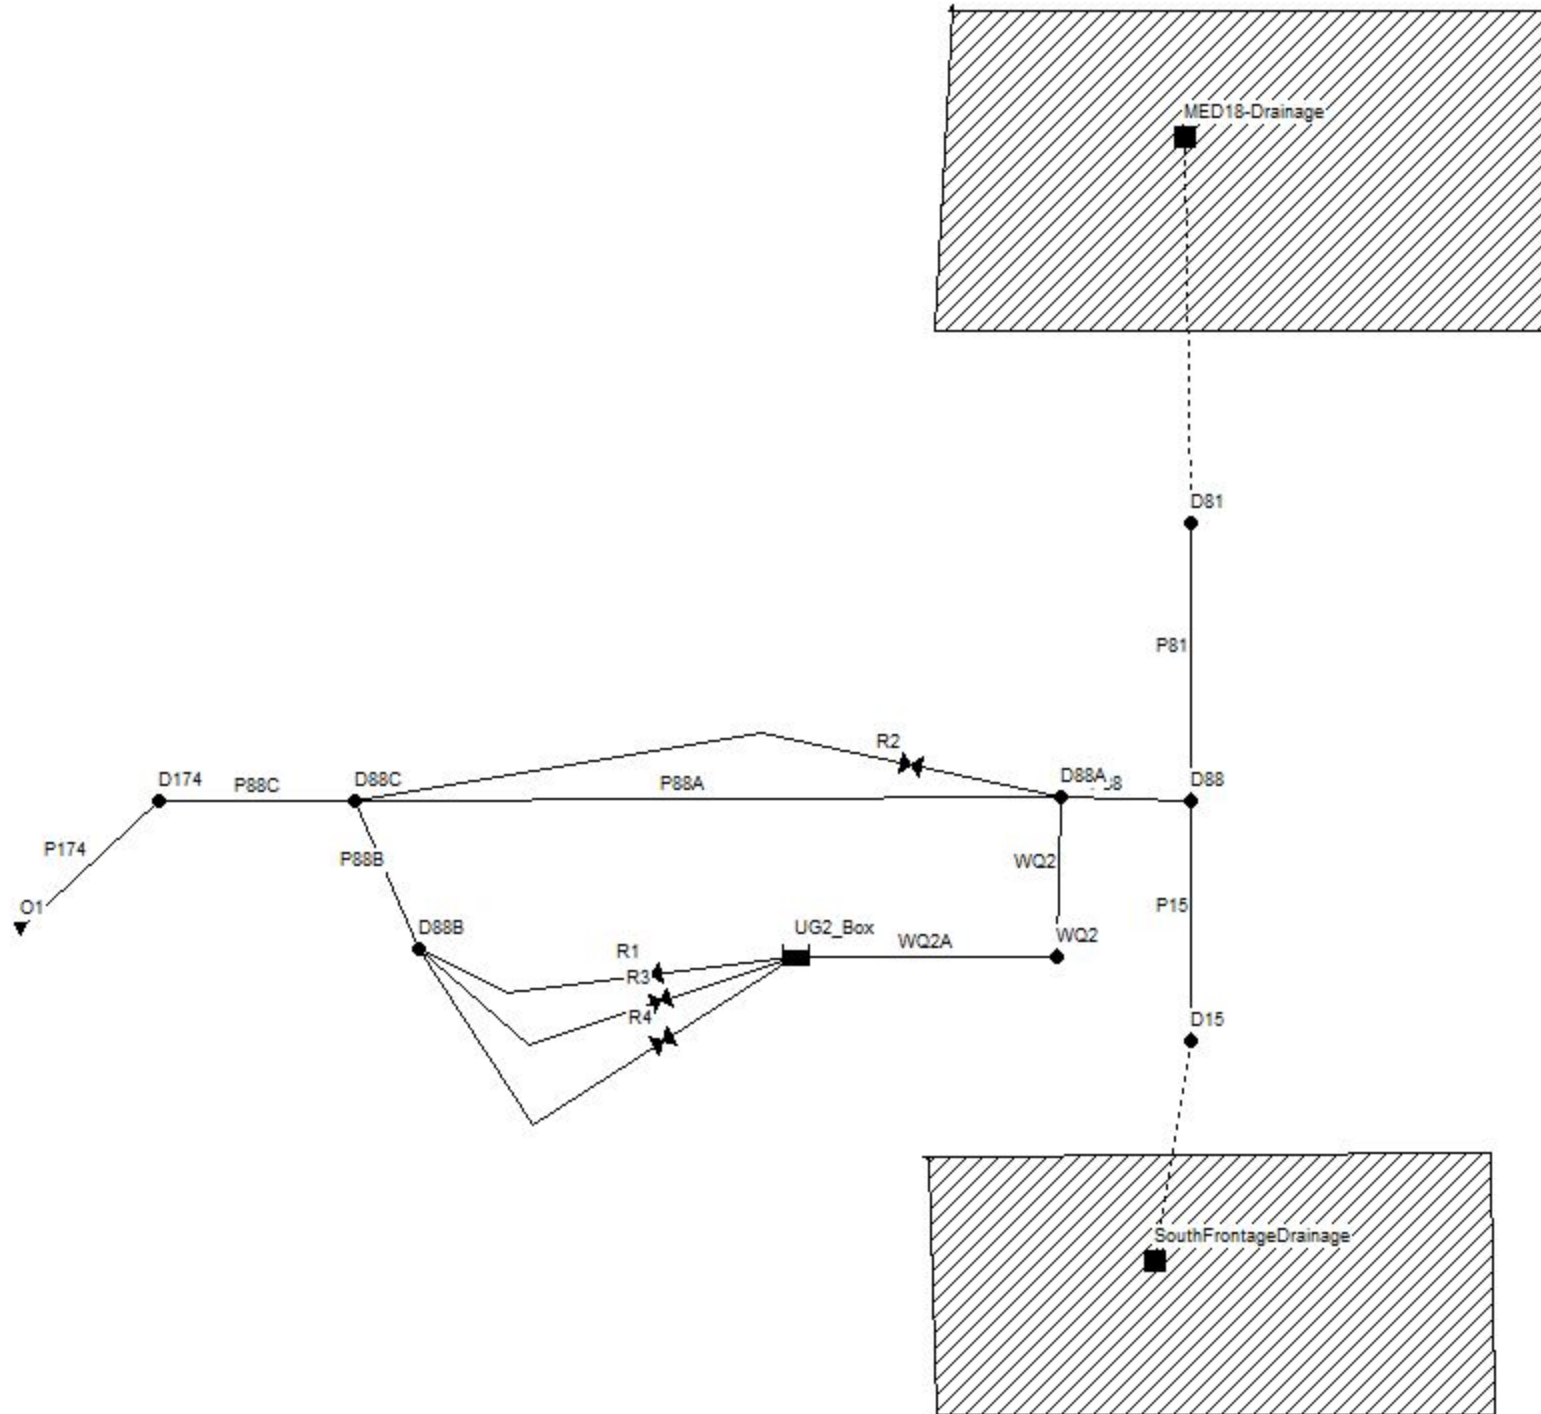 MED18-Drainage
D81
P81
R2
D174
P88C
D88C
P88A
D88A
D88
P174
P88B
WQ2
P15
O1
D88B
UG2_Box
WQ2A
WQ2
R1
R3
R4
D15
SouthFrontageDrainage